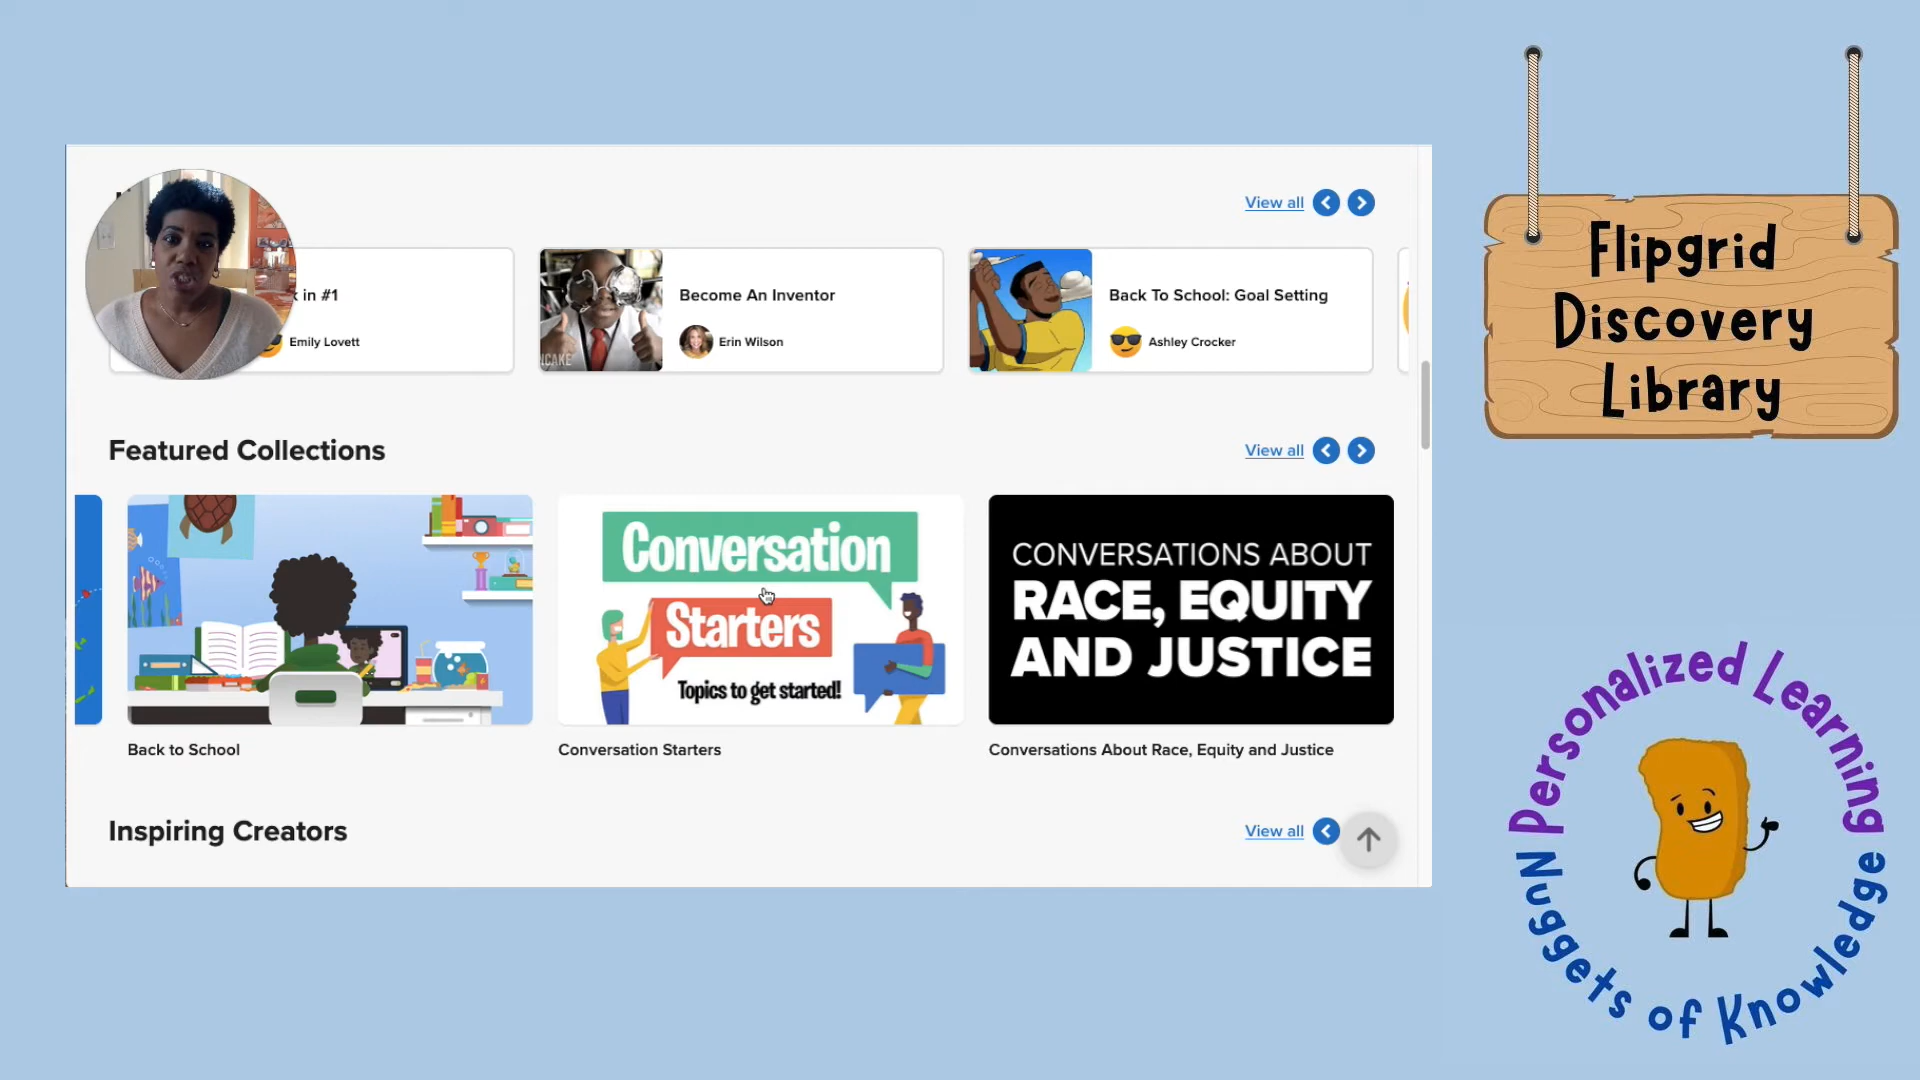 View all
in #1
Emily Lovett
Become An Inventor
Erin Wilson
NCAKE
Back To School: Goal Setting
Ashley Crocker
Featured Collections
View all
Conversation
Starters
Topics to get started!
CONVERSATIONS ABOUT
RACE, EQUITY
AND JUSTICE
Back to School
Conversation Starters
Conversations About Race, Equity and Justice
Inspiring Creators
View all
Flipgrid
Discovery
Library
Personalized Learning
Nuggets of Knowledge